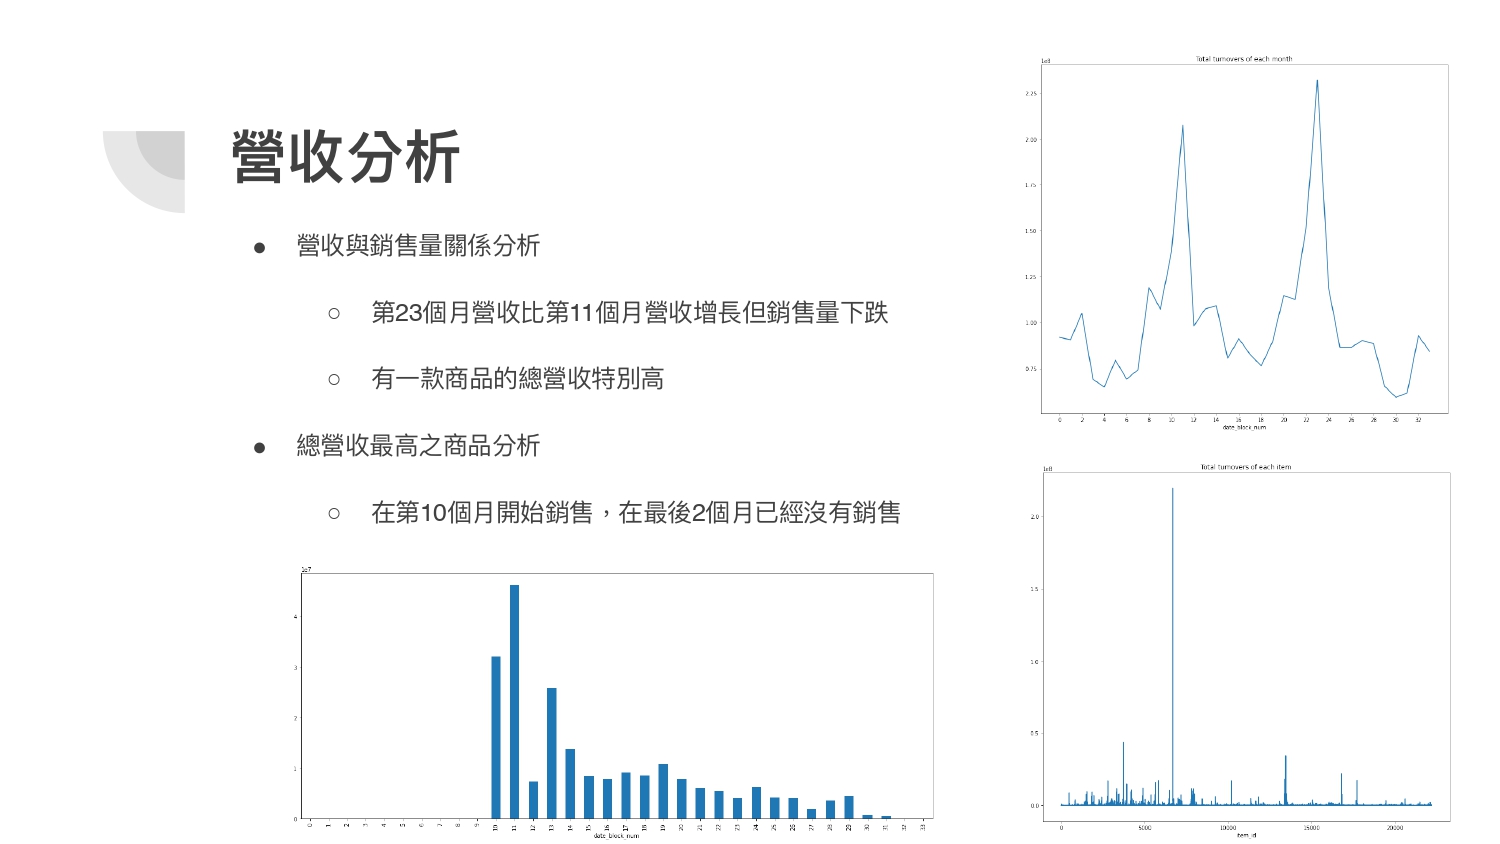 營收分析
● 營收與銷售量關係分析
○ 第23個月營收比第11個月營收增長但銷售量下跌
○ 有一款商品的總營收特別高
● 總營收最高之商品分析
○ 在第10個月開始銷售，在最後2個月已經沒有銷售
1e7
4
3
2
1
0
0 1 2 3 4 5 6 7 8 9 10 11 12 13 14 15 16 17 18 19 20 21 22 23 24 25 26 27 28 29 30 31 32 33
date_block_num
Total turnovers of each month
1e8
2.25
2.00
1.75
1.50
1.25
1.00
0.75
0 2 4 6 8 10 12 14 16 18 20 22 24 26 28 30 32
date_block_num
Total turnovers of each item
1e8
2.0
1.5
1.0
0.5
0.0
0 5000 10000 15000 20000
item_id